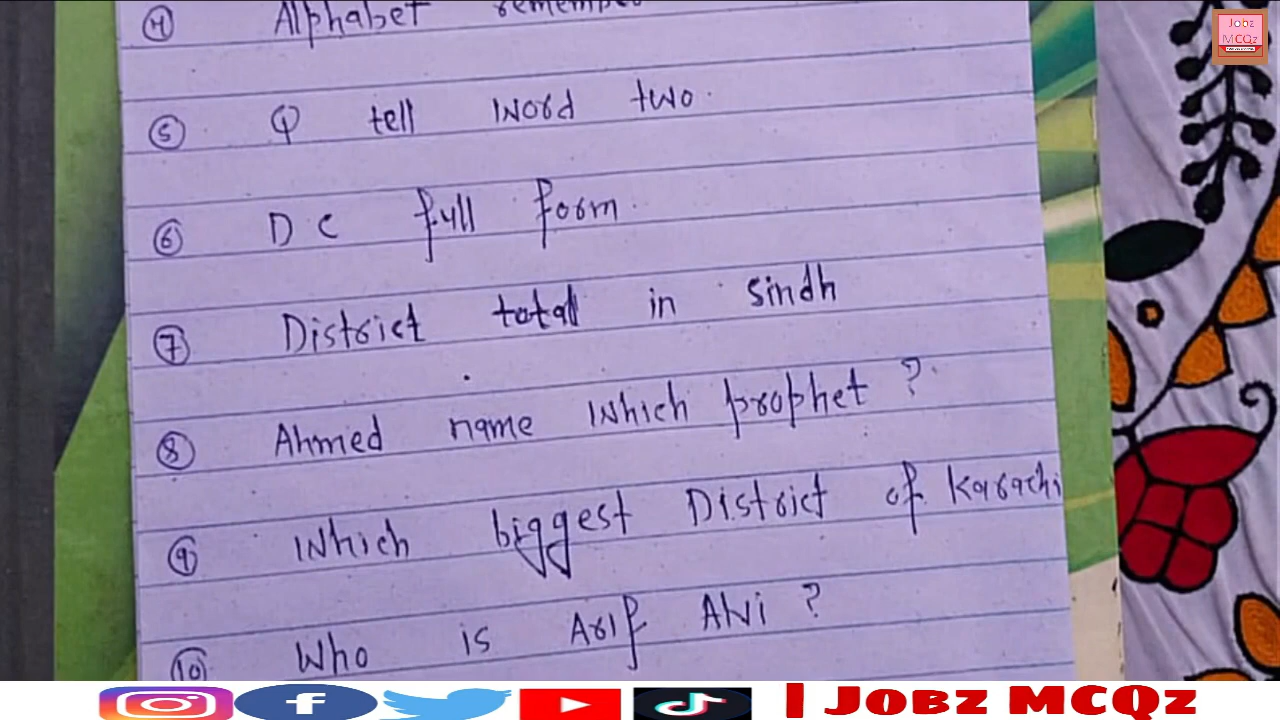 Jobz
MCQz
4 Alphabet remember
5 Q tell word two.
6 D C full form.
7 District total in sindh
8 Ahmed name which prophet ?
9 Which biggest District of Karachi
10 Who is Arif Alvi ?
| Jobz MCQz